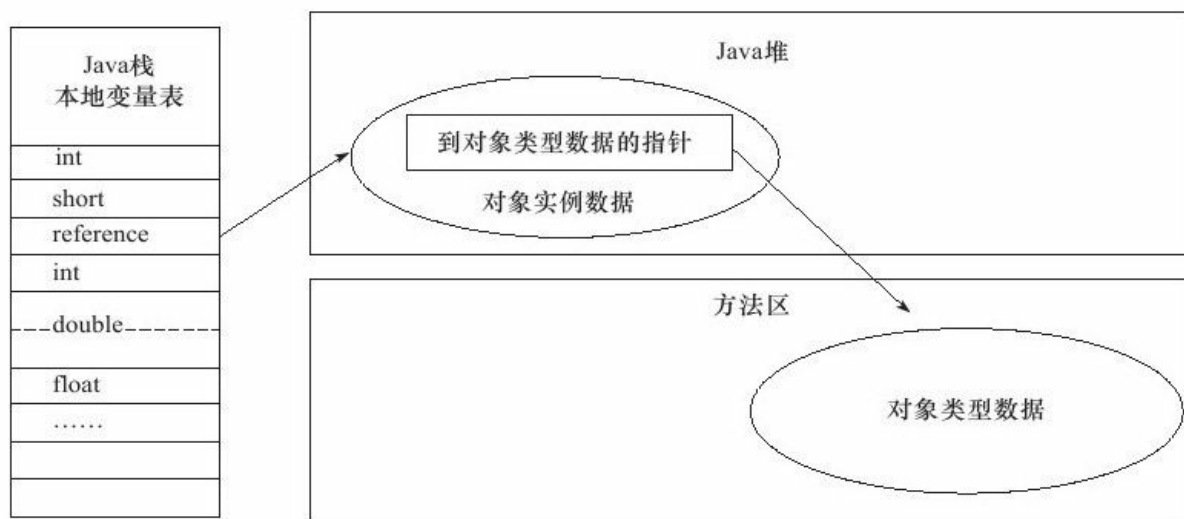 Java栈
本地变量表
int
short
reference
int
double
float
……
Java堆
到对象类型数据的指针
对象实例数据
方法区
对象类型数据